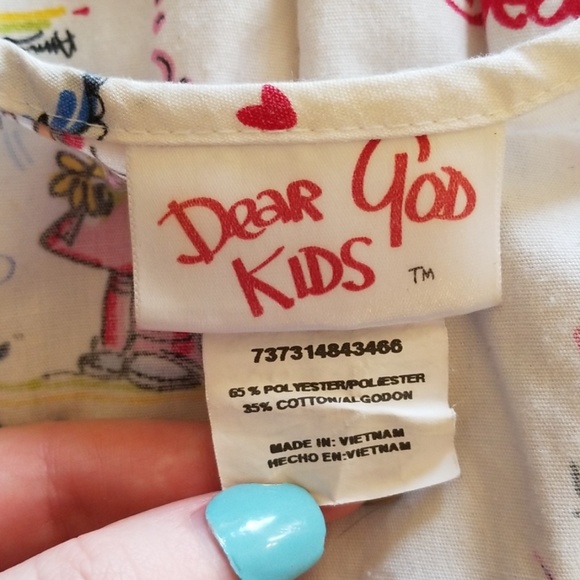 Dear God
KIDS ™
737314843466
65% POLYESTER/POLIESTER
35% COTTON/ALGODON
MADE IN: VIETNAM
HECHO EN:VIETNAM